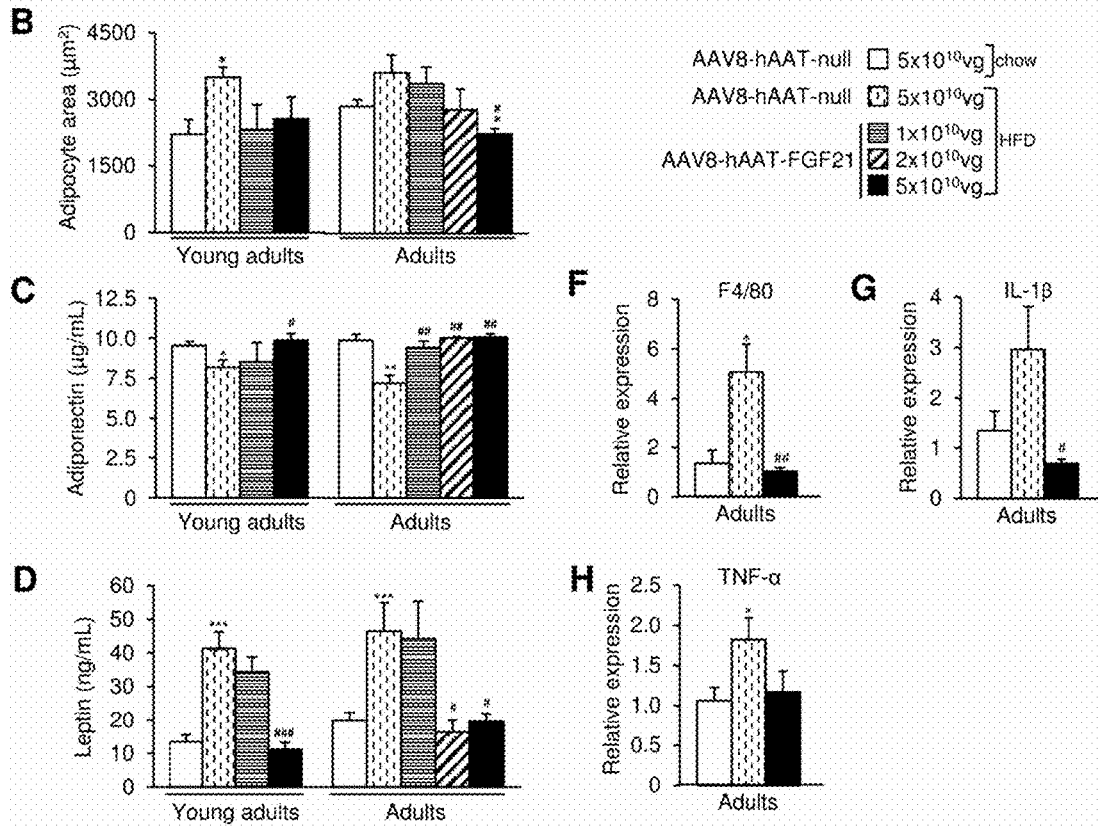 B
Adipocyte area (µm²)
4500
3000
1500
0
*
Young adults
Adults
AAV8-hAAT-null
5x10¹⁰vg
chow
AAV8-hAAT-null
5x10¹⁰vg
AAV8-hAAT-FGF21
1x10¹⁰vg
2x10¹⁰vg
5x10¹⁰vg
HFD
C
Adiponectin (µg/mL)
12.5
10.0
7.5
5.0
2.5
0
#
##
##
##
Young adults
Adults
D
Leptin (ng/mL)
60
50
40
30
20
10
0
***
###
***
#
#
Young adults
Adults
F
F4/80
Relative expression
8
6
4
2
0
##
Adults
G
IL-1β
Relative expression
4
3
2
1
0
#
Adults
H
TNF-α
Relative expression
2.5
2.0
1.5
1.0
0.5
0
*
Adults